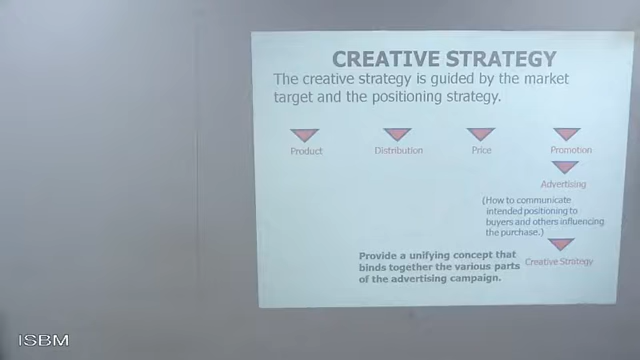 CREATIVE STRATEGY
The creative strategy is guided by the market
target and the positioning strategy.
Product Distribution Price Promotion
Advertising
(How to communicate
intended positioning to
buyers and others influencing
the purchase.)
Provide a unifying concept that
binds together the various parts
of the advertising campaign.
Creative Strategy
ISBM